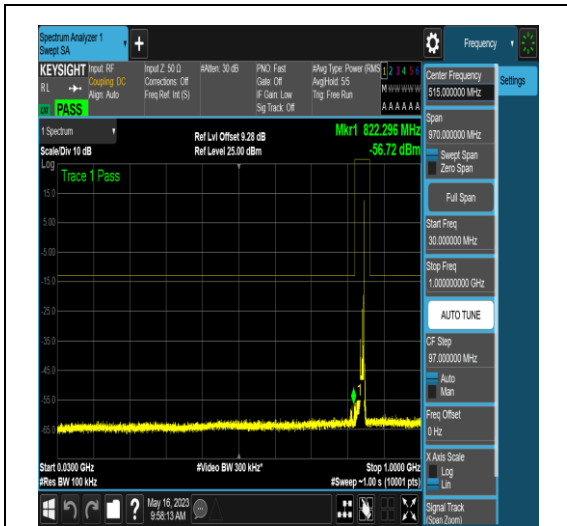 Spectrum Analyzer 1
Swept SA
+
Frequency
KEYSIGHT
RL
PASS
Input: RF
Coupling: DC
Align: Auto
Input Z: 50 Ω
Corrections: Off
Freq Ref: Int (S)
#Atten: 30 dB
PNO: Fast
Gate: Off
IF Gain: Low
Sig Track: Off
#Avg Type: Power (RMS
Avg|Hold: 5/5
Trig: Free Run
1 2 3 4 5 6
M W W W W W
A A A A A A
1 Spectrum
Scale/Div 10 dB
Ref Lvl Offset 9.28 dB
Ref Level 25.00 dBm
Mkr1 822.296 MHz
-56.72 dBm
Log
Trace 1 Pass
15.0
5.00
-5.00
-15.0
-25.0
-35.0
-45.0
-55.0
-65.0
1
Start 0.0300 GHz
#Res BW 100 kHz
#Video BW 300 kHz*
Stop 1.0000 GHz
#Sweep ~1.00 s (10001 pts)
?
May 16, 2023
9:58:13 AM
Center Frequency
515.000000 MHz
Span
970.000000 MHz
Swept Span
Zero Span
Full Span
Start Freq
30.000000 MHz
Stop Freq
1.000000000 GHz
AUTO TUNE
CF Step
97.000000 MHz
Auto
Man
Freq Offset
0 Hz
X Axis Scale
Log
Lin
Signal Track
(Span Zoom)
Settings